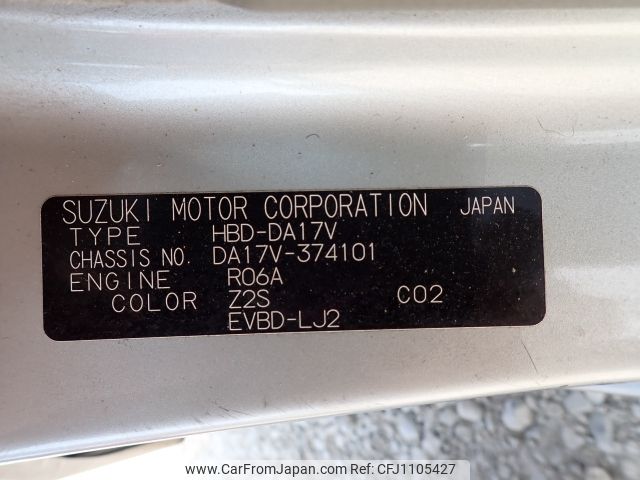 SUZUKI MOTOR CORPORATION JAPAN
TYPE HBD-DA17V
CHASSIS NO. DA17V-374101
ENGINE R06A
COLOR Z2S C02
EVBD-LJ2
www.CarFromJapan.com - RefNo:CFJ1105427